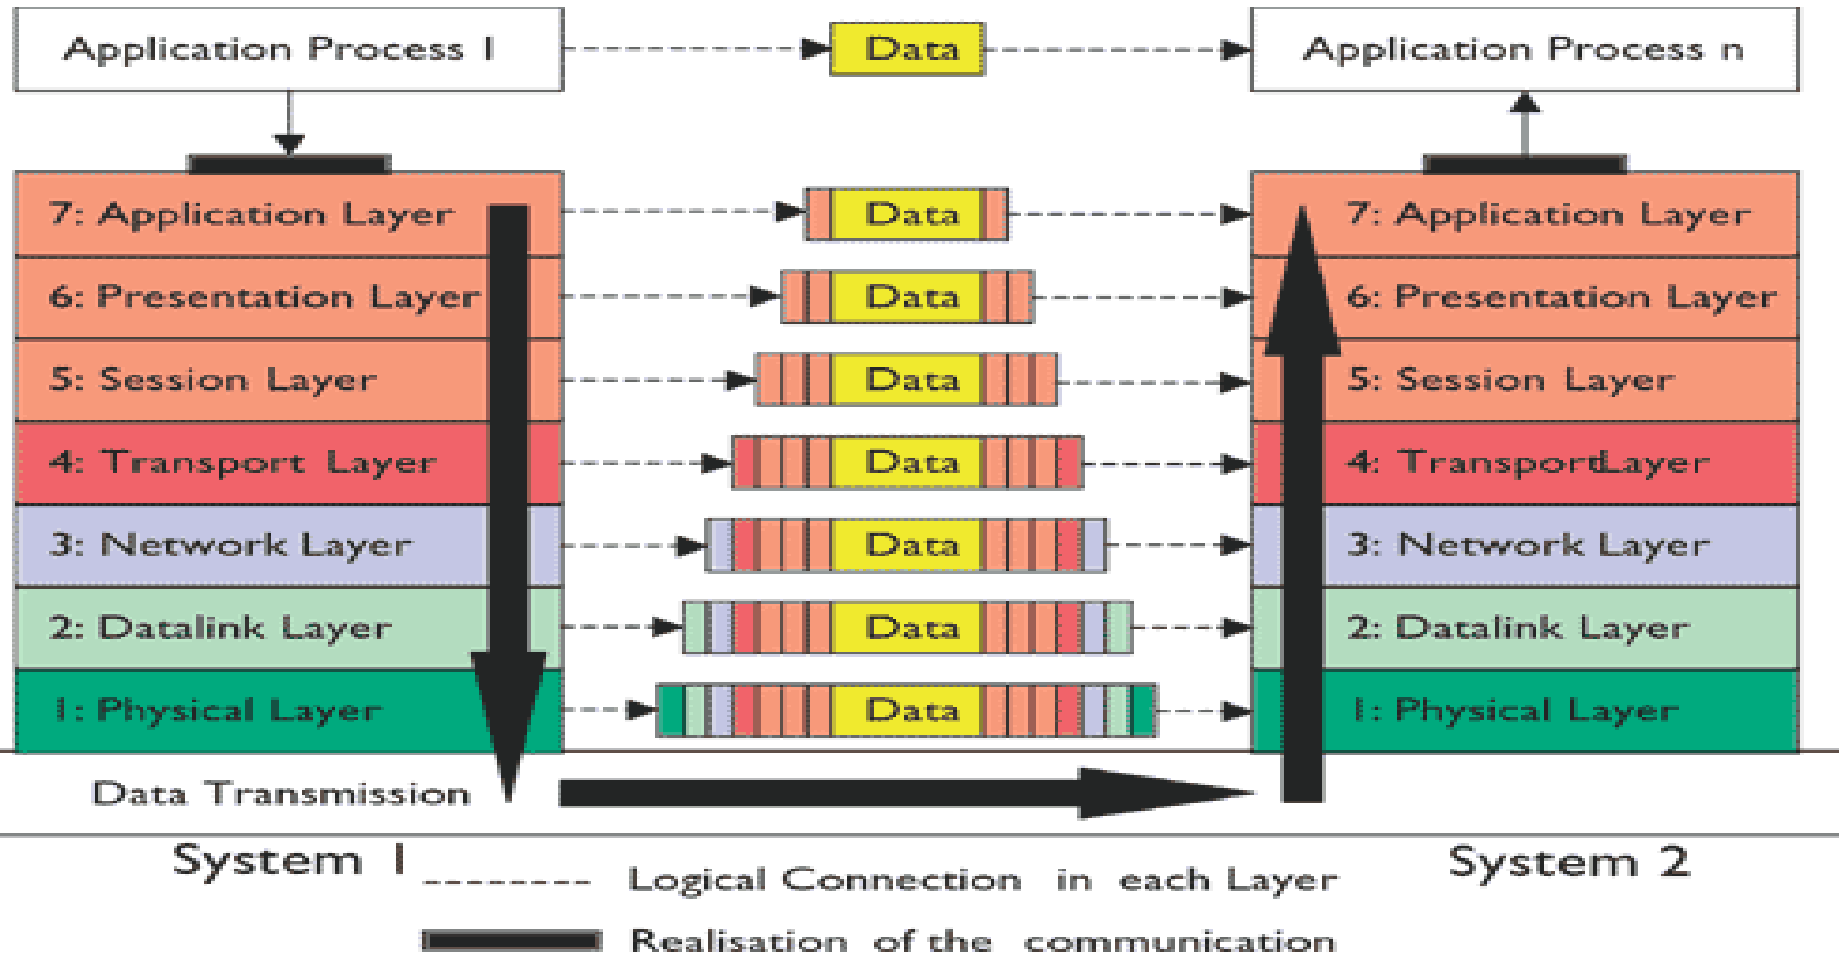 Application Process 1 Data Application Process n
7: Application Layer Data 7: Application Layer
6: Presentation Layer Data 6: Presentation Layer
5: Session Layer Data 5: Session Layer
4: Transport Layer Data 4: Transport Layer
3: Network Layer Data 3: Network Layer
2: Datalink Layer Data 2: Datalink Layer
1: Physical Layer Data 1: Physical Layer
Data Transmission
System 1 System 2
Logical Connection in each Layer
Realisation of the communication